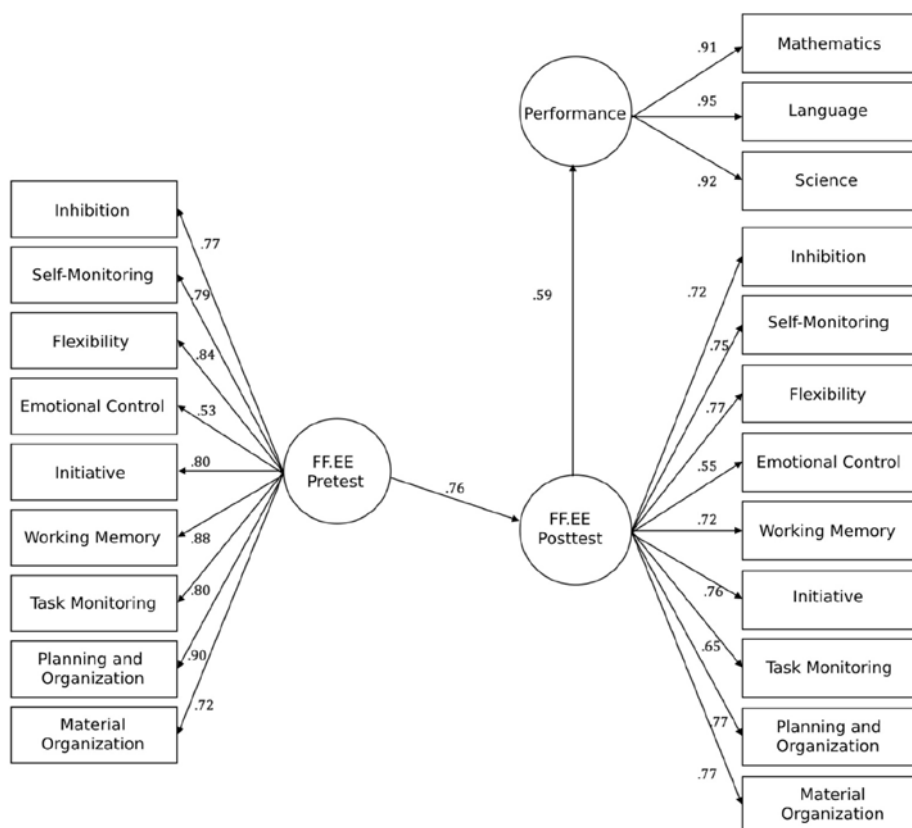 Mathematics
.91
Performance
.95
Language
.92
Science
Inhibition
.77
Self-Monitoring
.79
Flexibility
.84
Emotional Control
.53
Initiative
.80
Working Memory
.88
Task Monitoring
.80
Planning and
Organization
.90
Material
Organization
.72
FF.EE
Pretest
.76
.59
FF.EE
Posttest
Inhibition
.72
Self-Monitoring
.75
Flexibility
.77
Emotional Control
.55
Working Memory
.72
Initiative
.76
Task Monitoring
.65
Planning and
Organization
.77
Material
Organization
.77